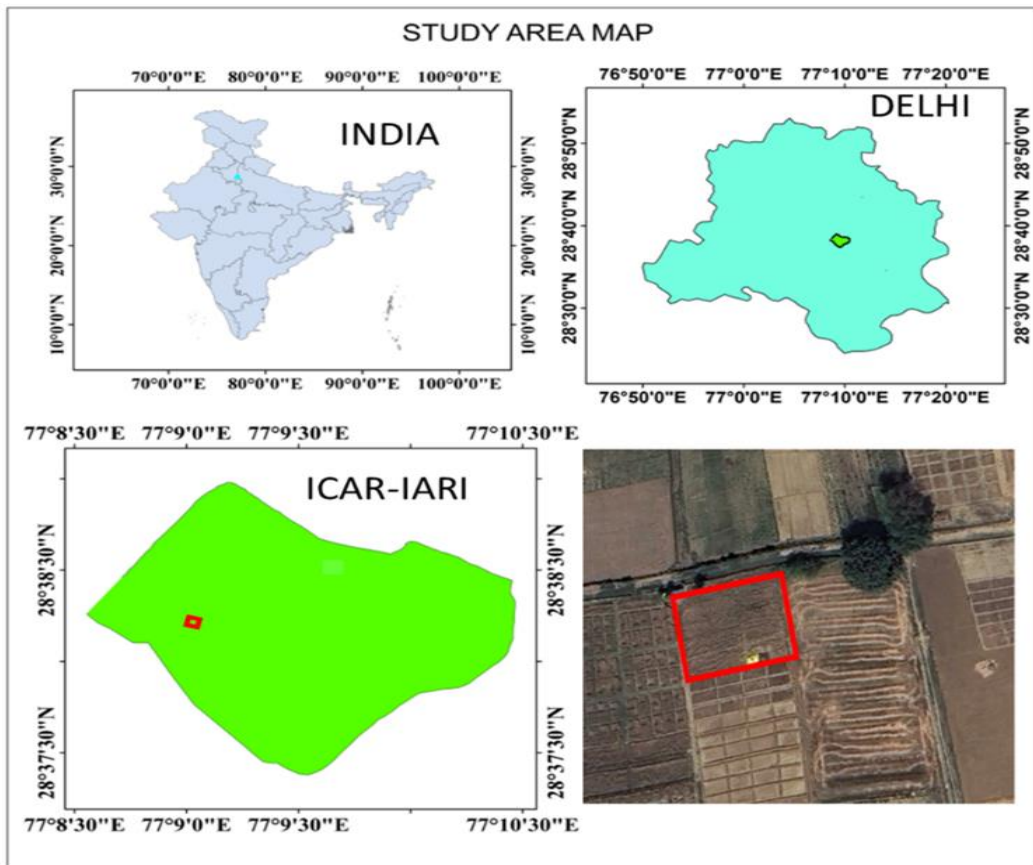 STUDY AREA MAP
70°0'0"E 80°0'0"E 90°0'0"E 100°0'0"E
INDIA
30°0'0"N
20°0'0"N
10°0'0"N
30°0'0"N
20°0'0"N
10°0'0"N
70°0'0"E 80°0'0"E 90°0'0"E 100°0'0"E
76°50'0"E 77°0'0"E 77°10'0"E 77°20'0"E
DELHI
28°50'0"N
28°40'0"N
28°30'0"N
28°50'0"N
28°40'0"N
28°30'0"N
76°50'0"E 77°0'0"E 77°10'0"E 77°20'0"E
77°8'30"E 77°9'0"E 77°9'30"E 77°10'30"E
ICAR-IARI
28°38'30"N
28°37'30"N
28°38'30"N
28°37'30"N
77°8'30"E 77°9'0"E 77°9'30"E 77°10'30"E